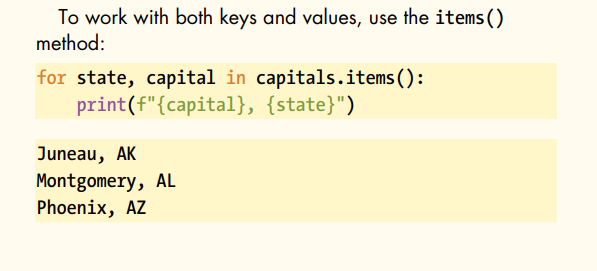 To work with both keys and values, use the items()
method:
for state, capital in capitals.items():
    print(f"{capital}, {state}")
Juneau, AK
Montgomery, AL
Phoenix, AZ